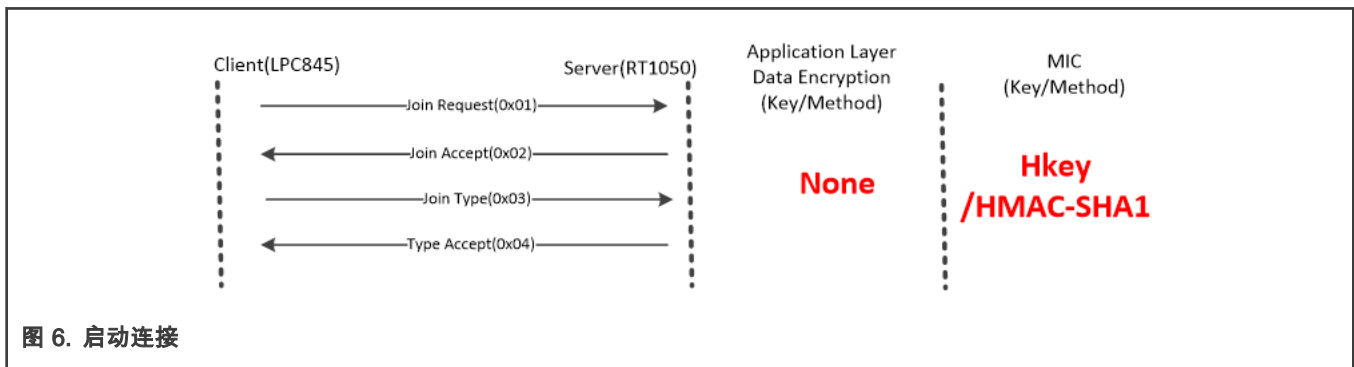 Client(LPC845)
Server(RT1050)
Application Layer
Data Encryption
(Key/Method)
MIC
(Key/Method)
Join Request(0x01)
Join Accept(0x02)
Join Type(0x03)
Type Accept(0x04)
None
Hkey
/HMAC-SHA1
图 6. 启动连接